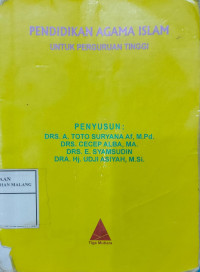 PENDIDIKAN AGAMA ISLAM
UNTUK PERGURUAN TINGGI
PENYUSUN :
DRS. A. TOTO SURYANA Af, M.Pd.
DRS. CECEP ALBA, MA.
DRS. E. SYAMSUDIN
DRA. Hj. UDJI ASIYAH, M.SI.
Tiga Mutiara
MALANG